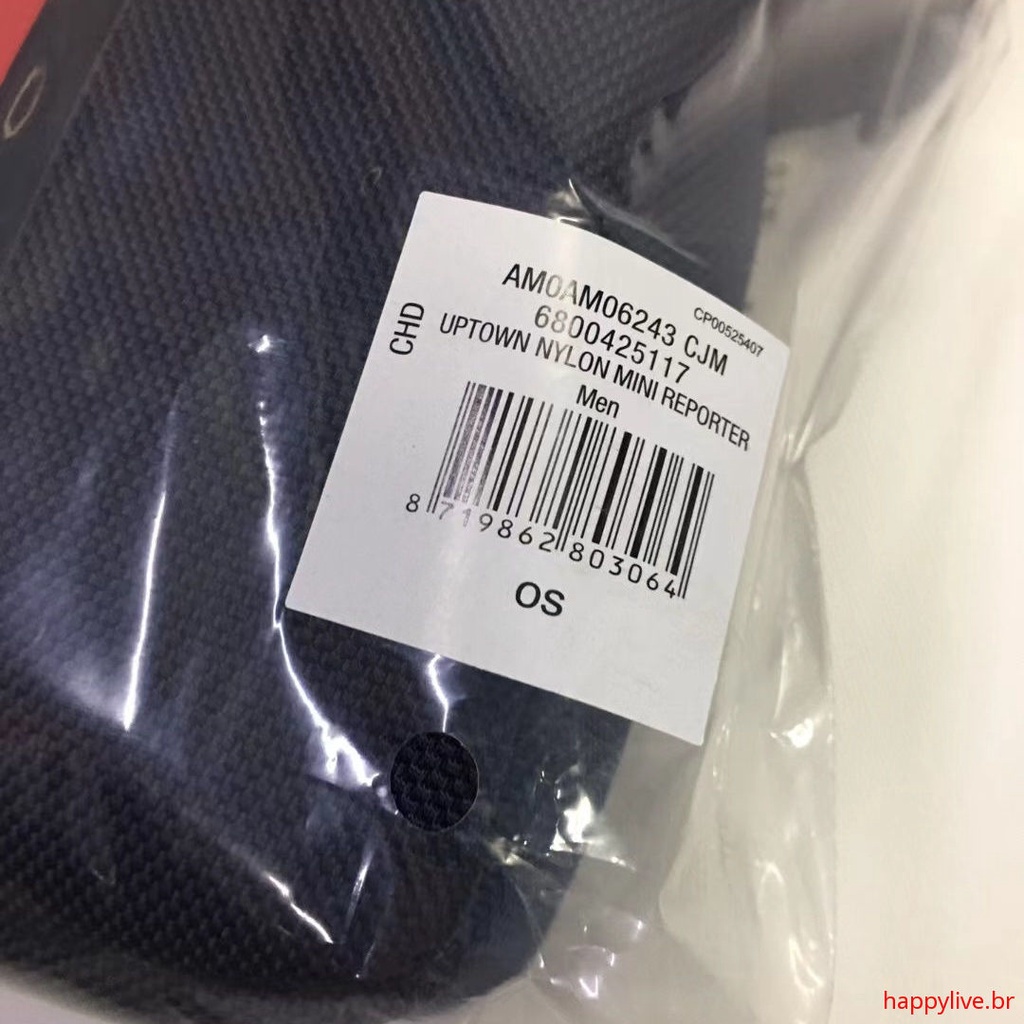 CP00525407
AM0AM06243 CJM
6800425117
UPTOWN NYLON MINI REPORTER
Men
CHD
8 719862 803064
OS
happylive.br